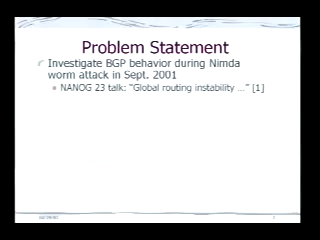 Problem Statement
Investigate BGP behavior during Nimda
worm attack in Sept. 2001
NANOG 23 talk: “Global routing instability ...” [1]